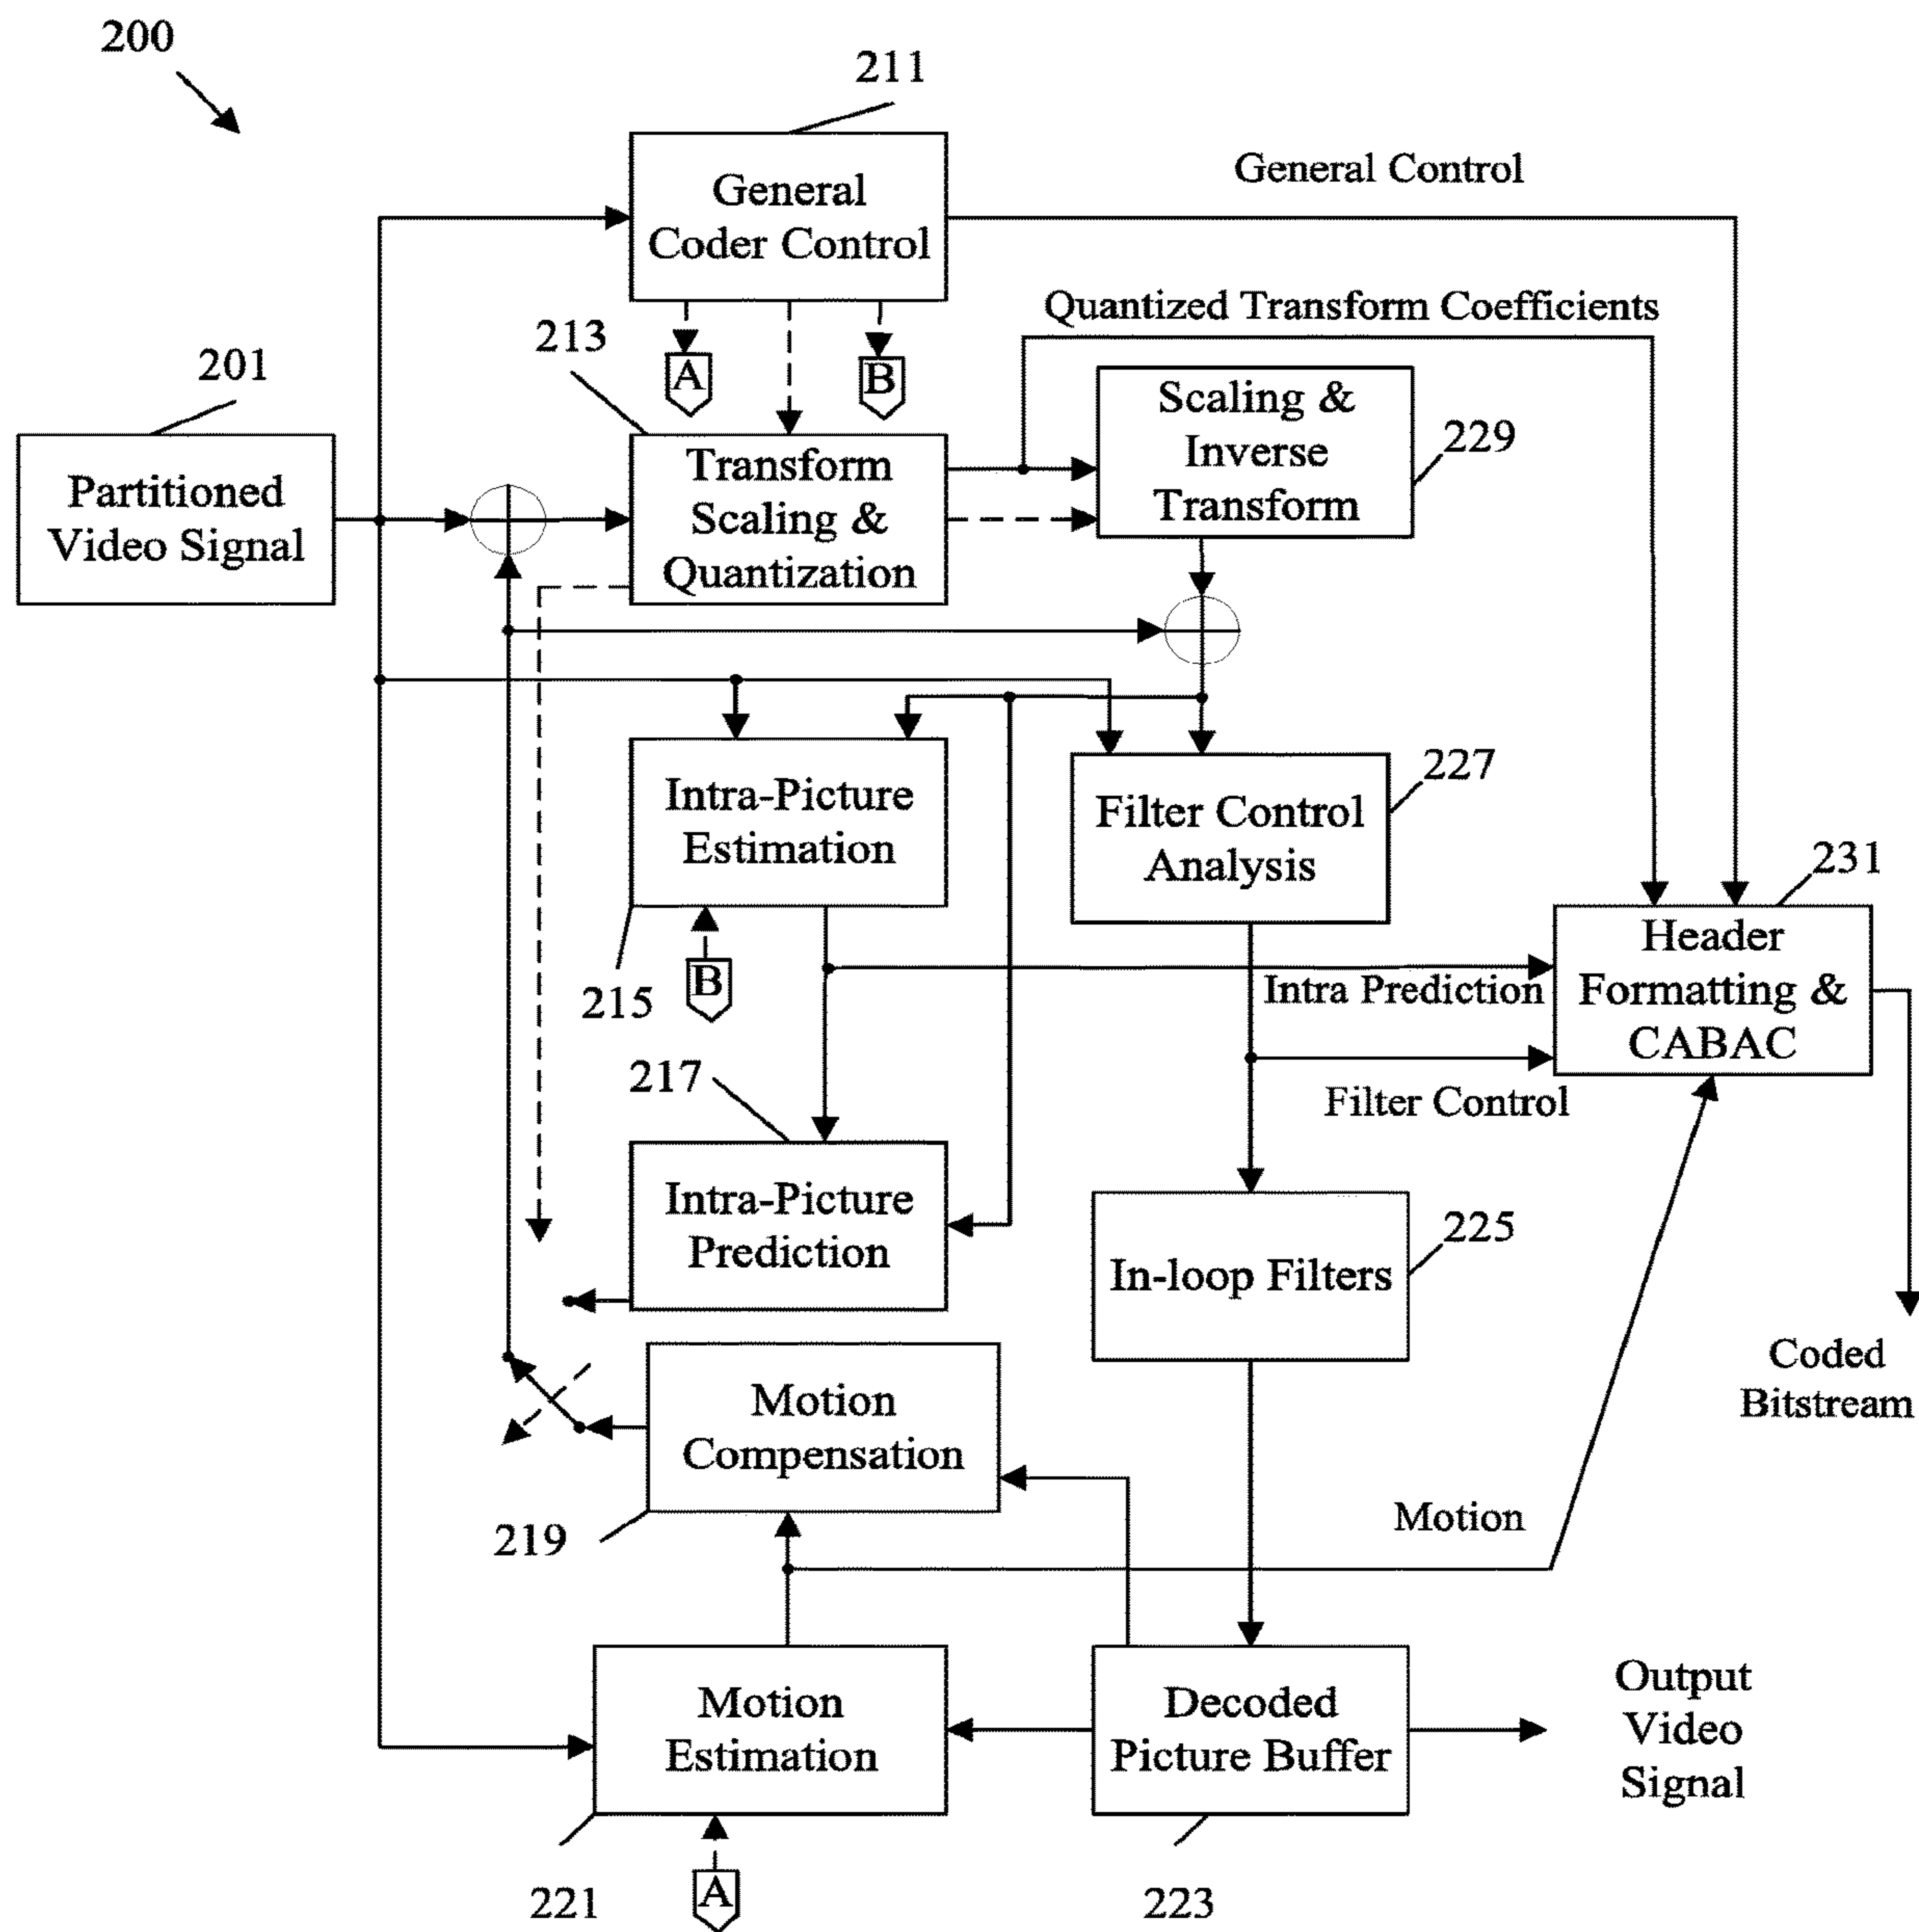 200
211
General
Coder Control
General Control
Quantized Transform Coefficients
213
A
B
201
Partitioned
Video Signal
Transform
Scaling &
Quantization
Scaling &
Inverse
Transform
229
Intra-Picture
Estimation
215
B
Filter Control
Analysis
227
231
Header
Formatting &
CABAC
Intra Prediction
Filter Control
217
Intra-Picture
Prediction
In-loop Filters
225
Coded
Bitstream
Motion
Compensation
219
Motion
Motion
Estimation
221
A
Decoded
Picture Buffer
223
Output
Video
Signal